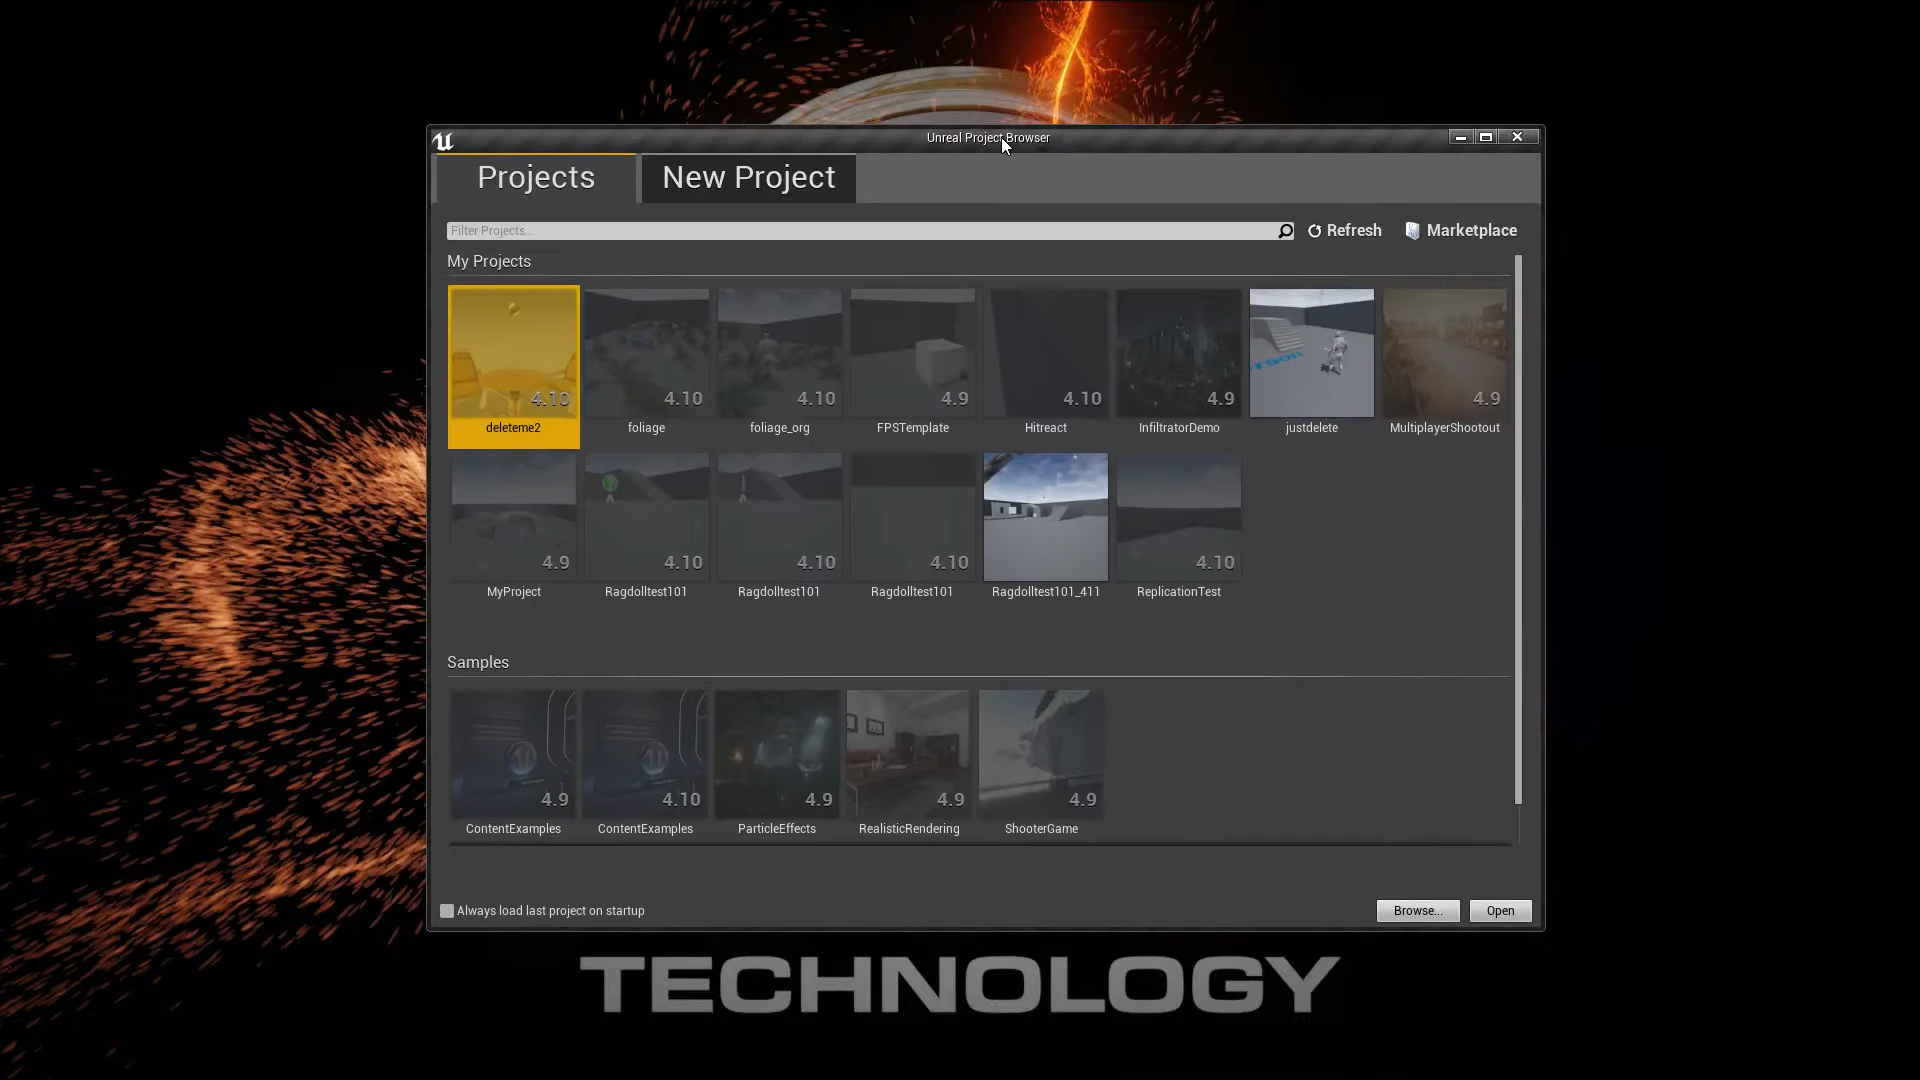 Unreal Project Browser
Projects
New Project
Filter Projects...
Refresh
Marketplace
My Projects
4.10
4.10
4.10
4.9
4.10
4.9
4.9
deleteme2
foliage
foliage_org
FPSTemplate
Hitreact
InfiltratorDemo
justdelete
MultiplayerShootout
4.9
4.10
4.10
4.10
4.10
MyProject
Ragdolltest101
Ragdolltest101
Ragdolltest101
Ragdolltest101_411
ReplicationTest
Samples
4.9
4.10
4.9
4.9
4.9
ContentExamples
ContentExamples
ParticleEffects
RealisticRendering
ShooterGame
Always load last project on startup
Browse...
Open
TECHNOLOGY